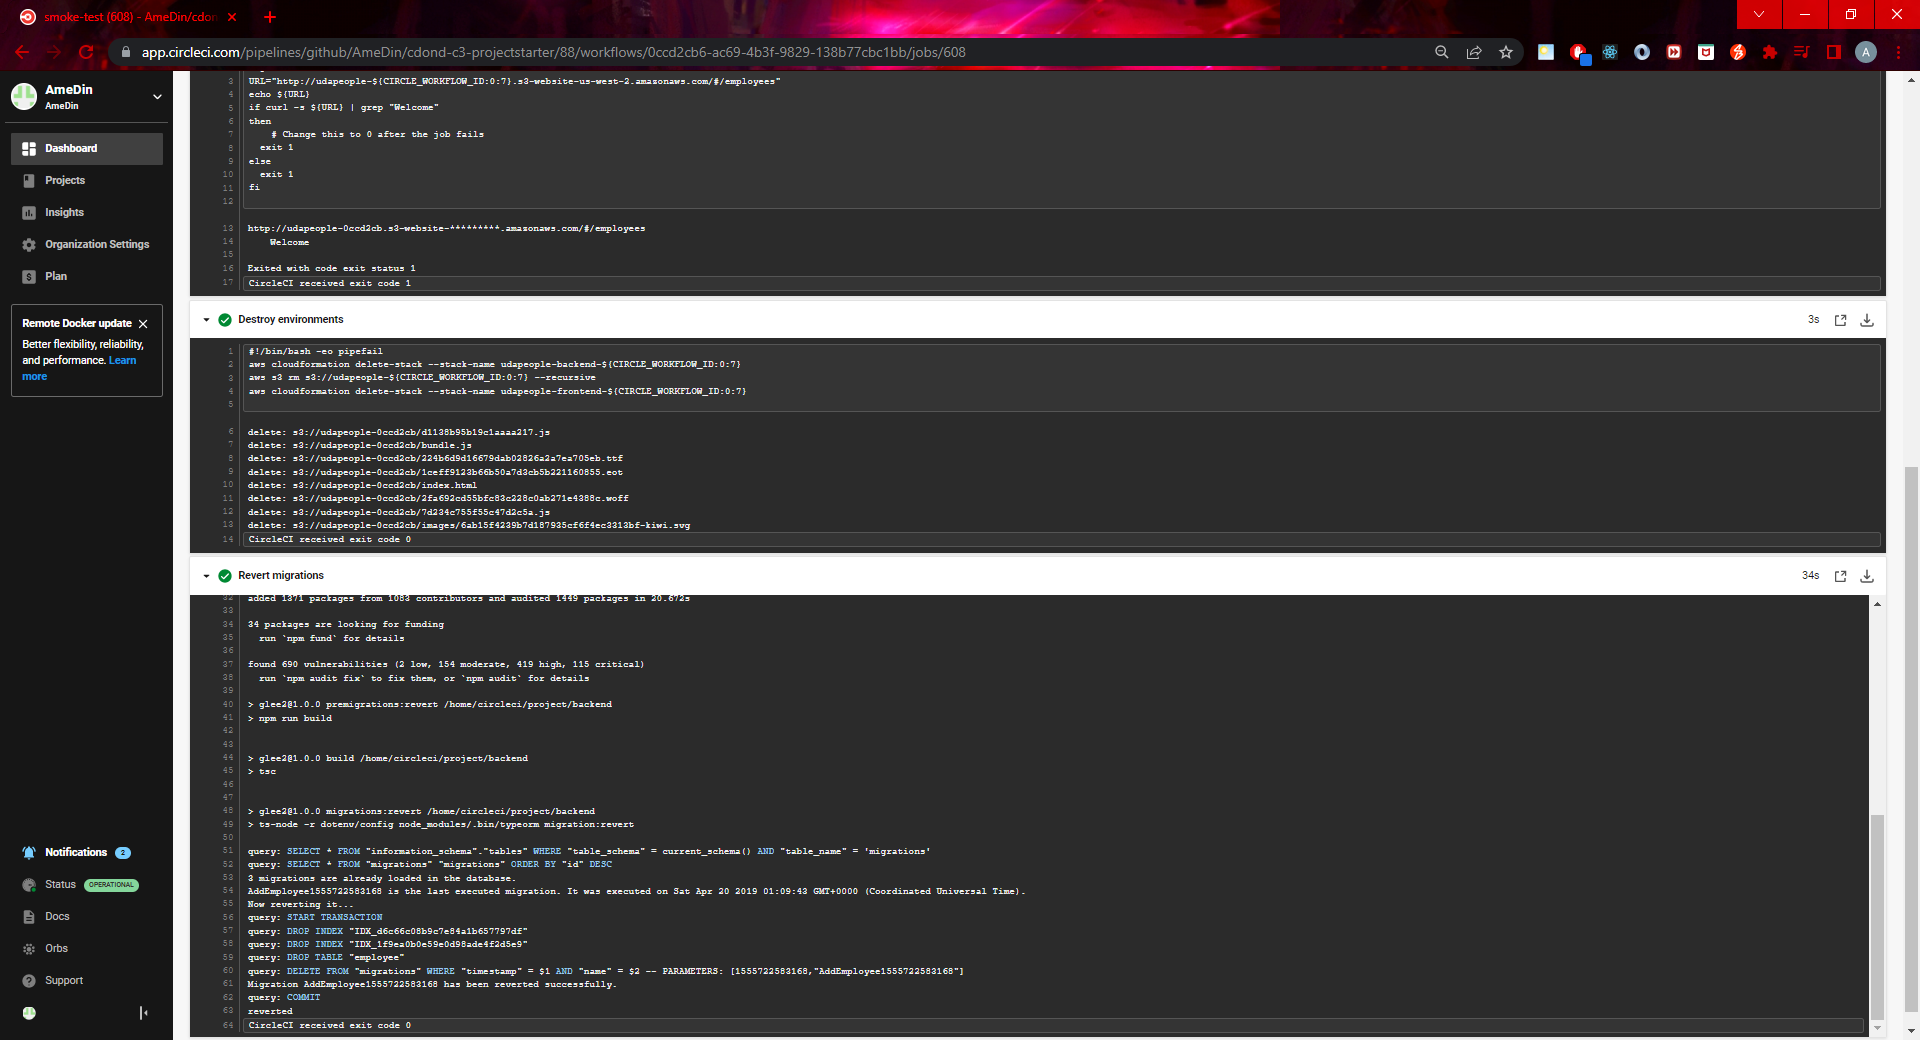 smoke-test (608) - AmeDin/cdon
app.circleci.com/pipelines/github/AmeDin/cdond-c3-projectstarter/88/workflows/0ccd2cb6-ac69-4b3f-9829-138b77cbc1bb/jobs/608
A
AmeDin
AmeDin
Dashboard
Projects
Insights
Organization Settings
Plan
Remote Docker update
Better flexibility, reliability,
and performance. Learn
more
Notifications 2
Status OPERATIONAL
Docs
Orbs
Support
3 URL="http://udapeople-${CIRCLE_WORKFLOW_ID:0:7}.s3-website-us-west-2.amazonaws.com/#/employees"
4 echo ${URL}
5 if curl -s ${URL} | grep "Welcome"
6 then
7 # Change this to 0 after the job fails
8 exit 1
9 else
10 exit 1
11 fi
12
13 http://udapeople-0ccd2cb.s3-website-*********.amazonaws.com/#/employees
14 Welcome
15
16 Exited with code exit status 1
17 CircleCI received exit code 1
Destroy environments 3s
1 #!/bin/bash -eo pipefail
2 aws cloudformation delete-stack --stack-name udapeople-backend-${CIRCLE_WORKFLOW_ID:0:7}
3 aws s3 rm s3://udapeople-${CIRCLE_WORKFLOW_ID:0:7} --recursive
4 aws cloudformation delete-stack --stack-name udapeople-frontend-${CIRCLE_WORKFLOW_ID:0:7}
5
6 delete: s3://udapeople-0ccd2cb/d1138b95b19c1aaaa217.js
7 delete: s3://udapeople-0ccd2cb/bundle.js
8 delete: s3://udapeople-0ccd2cb/224b6d9d16679dab02826a2a7ea705eb.ttf
9 delete: s3://udapeople-0ccd2cb/1ceff9123b66b50a7d3cb5b221160855.eot
10 delete: s3://udapeople-0ccd2cb/index.html
11 delete: s3://udapeople-0ccd2cb/2fa692cd55bfc83c228c0ab271e4388c.woff
12 delete: s3://udapeople-0ccd2cb/7d234c755f55c47d2c5a.js
13 delete: s3://udapeople-0ccd2cb/images/6ab15f4239b7d187935cf6f4ec3313bf-kiwi.svg
14 CircleCI received exit code 0
Revert migrations 34s
32 added 1371 packages from 1083 contributors and audited 1449 packages in 20.672s
33
34 34 packages are looking for funding
35 run `npm fund` for details
36
37 found 690 vulnerabilities (2 low, 154 moderate, 419 high, 115 critical)
38 run `npm audit fix` to fix them, or `npm audit` for details
39
40 > glee2@1.0.0 premigrations:revert /home/circleci/project/backend
41 > npm run build
42
43
44 > glee2@1.0.0 build /home/circleci/project/backend
45 > tsc
46
47
48 > glee2@1.0.0 migrations:revert /home/circleci/project/backend
49 > ts-node -r dotenv/config node_modules/.bin/typeorm migration:revert
50
51 query: SELECT * FROM "information_schema"."tables" WHERE "table_schema" = current_schema() AND "table_name" = 'migrations'
52 query: SELECT * FROM "migrations" "migrations" ORDER BY "id" DESC
53 3 migrations are already loaded in the database.
54 AddEmployee1555722583168 is the last executed migration. It was executed on Sat Apr 20 2019 01:09:43 GMT+0000 (Coordinated Universal Time).
55 Now reverting it...
56 query: START TRANSACTION
57 query: DROP INDEX "IDX_d6c66c08b9c7e84a1b657797df"
58 query: DROP INDEX "IDX_1f9ea0b0e59e0d98ade4f2d5e9"
59 query: DROP TABLE "employee"
60 query: DELETE FROM "migrations" WHERE "timestamp" = $1 AND "name" = $2 -- PARAMETERS: [1555722583168,"AddEmployee1555722583168"]
61 Migration AddEmployee1555722583168 has been reverted successfully.
62 query: COMMIT
63 reverted
64 CircleCI received exit code 0